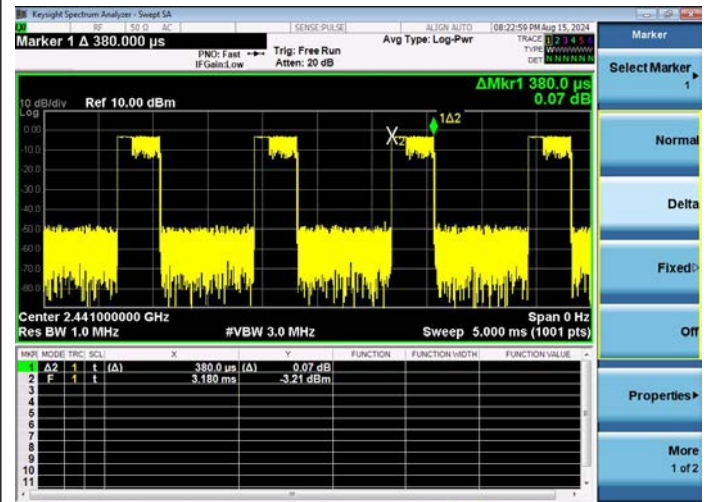 Keysight Spectrum Analyzer - Swept SA
RF 50 Ω AC SENSE:PULSE ALIGN AUTO 08:22:59 PM Aug 15, 2024
Marker 1 Δ 380.000 µs
PNO: Fast
IFGain:Low
Trig: Free Run
Atten: 20 dB
Avg Type: Log-Pwr
TRACE 1 2 3 4 5 6
TYPE W
DET N N N N N N
ΔMkr1 380.0 µs
0.07 dB
10 dB/div Ref 10.00 dBm
Log
0.00
-10.0
-20.0
-30.0
-40.0
-50.0
-60.0
-70.0
-80.0
X2
1Δ2
Center 2.441000000 GHz Span 0 Hz
Res BW 1.0 MHz #VBW 3.0 MHz Sweep 5.000 ms (1001 pts)
MKR MODE TRC SCL X Y FUNCTION FUNCTION WIDTH FUNCTION VALUE
1 Δ2 1 t (Δ) 380.0 µs (Δ) 0.07 dB
2 F 1 t 3.180 ms -3.21 dBm
3
4
5
6
7
8
9
10
11
Marker
Select Marker
1
Normal
Delta
Fixed
Off
Properties
More
1 of 2